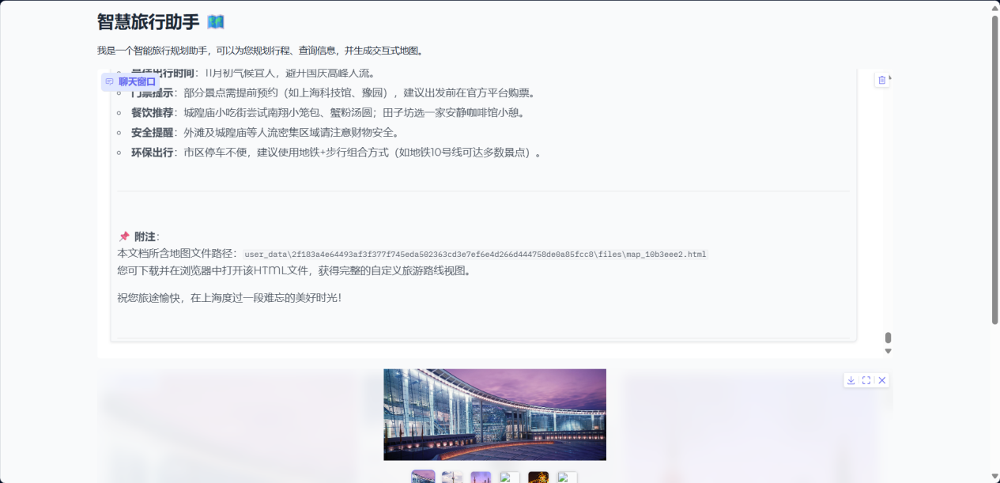 智慧旅行助手
我是一个智能旅行规划助手，可以为您规划行程、查询信息，并生成交互式地图。
最佳出行时间：11月初气候宜人，避开国庆高峰人流。
聊天窗口
门票提示：部分景点需提前预约（如上海科技馆、豫园），建议出发前在官方平台购票。
餐饮推荐：城隍庙小吃街尝试南翔小笼包、蟹粉汤圆；田子坊选一家安静咖啡馆小憩。
安全提醒：外滩及城隍庙等人流密集区域请注意财物安全。
环保出行：市区停车不便，建议使用地铁+步行组合方式（如地铁10号线可达多数景点）。
📌 附注：
本文档所含地图文件路径：user_data\2f183a4e64493af3f377f745eda502363cd3e7ef6e4d266d444758de0a85fcc8\files\map_10b3eee2.html
您可下载并在浏览器中打开该HTML文件，获得完整的自定义旅游路线视图。
祝您旅途愉快，在上海度过一段难忘的美好时光！